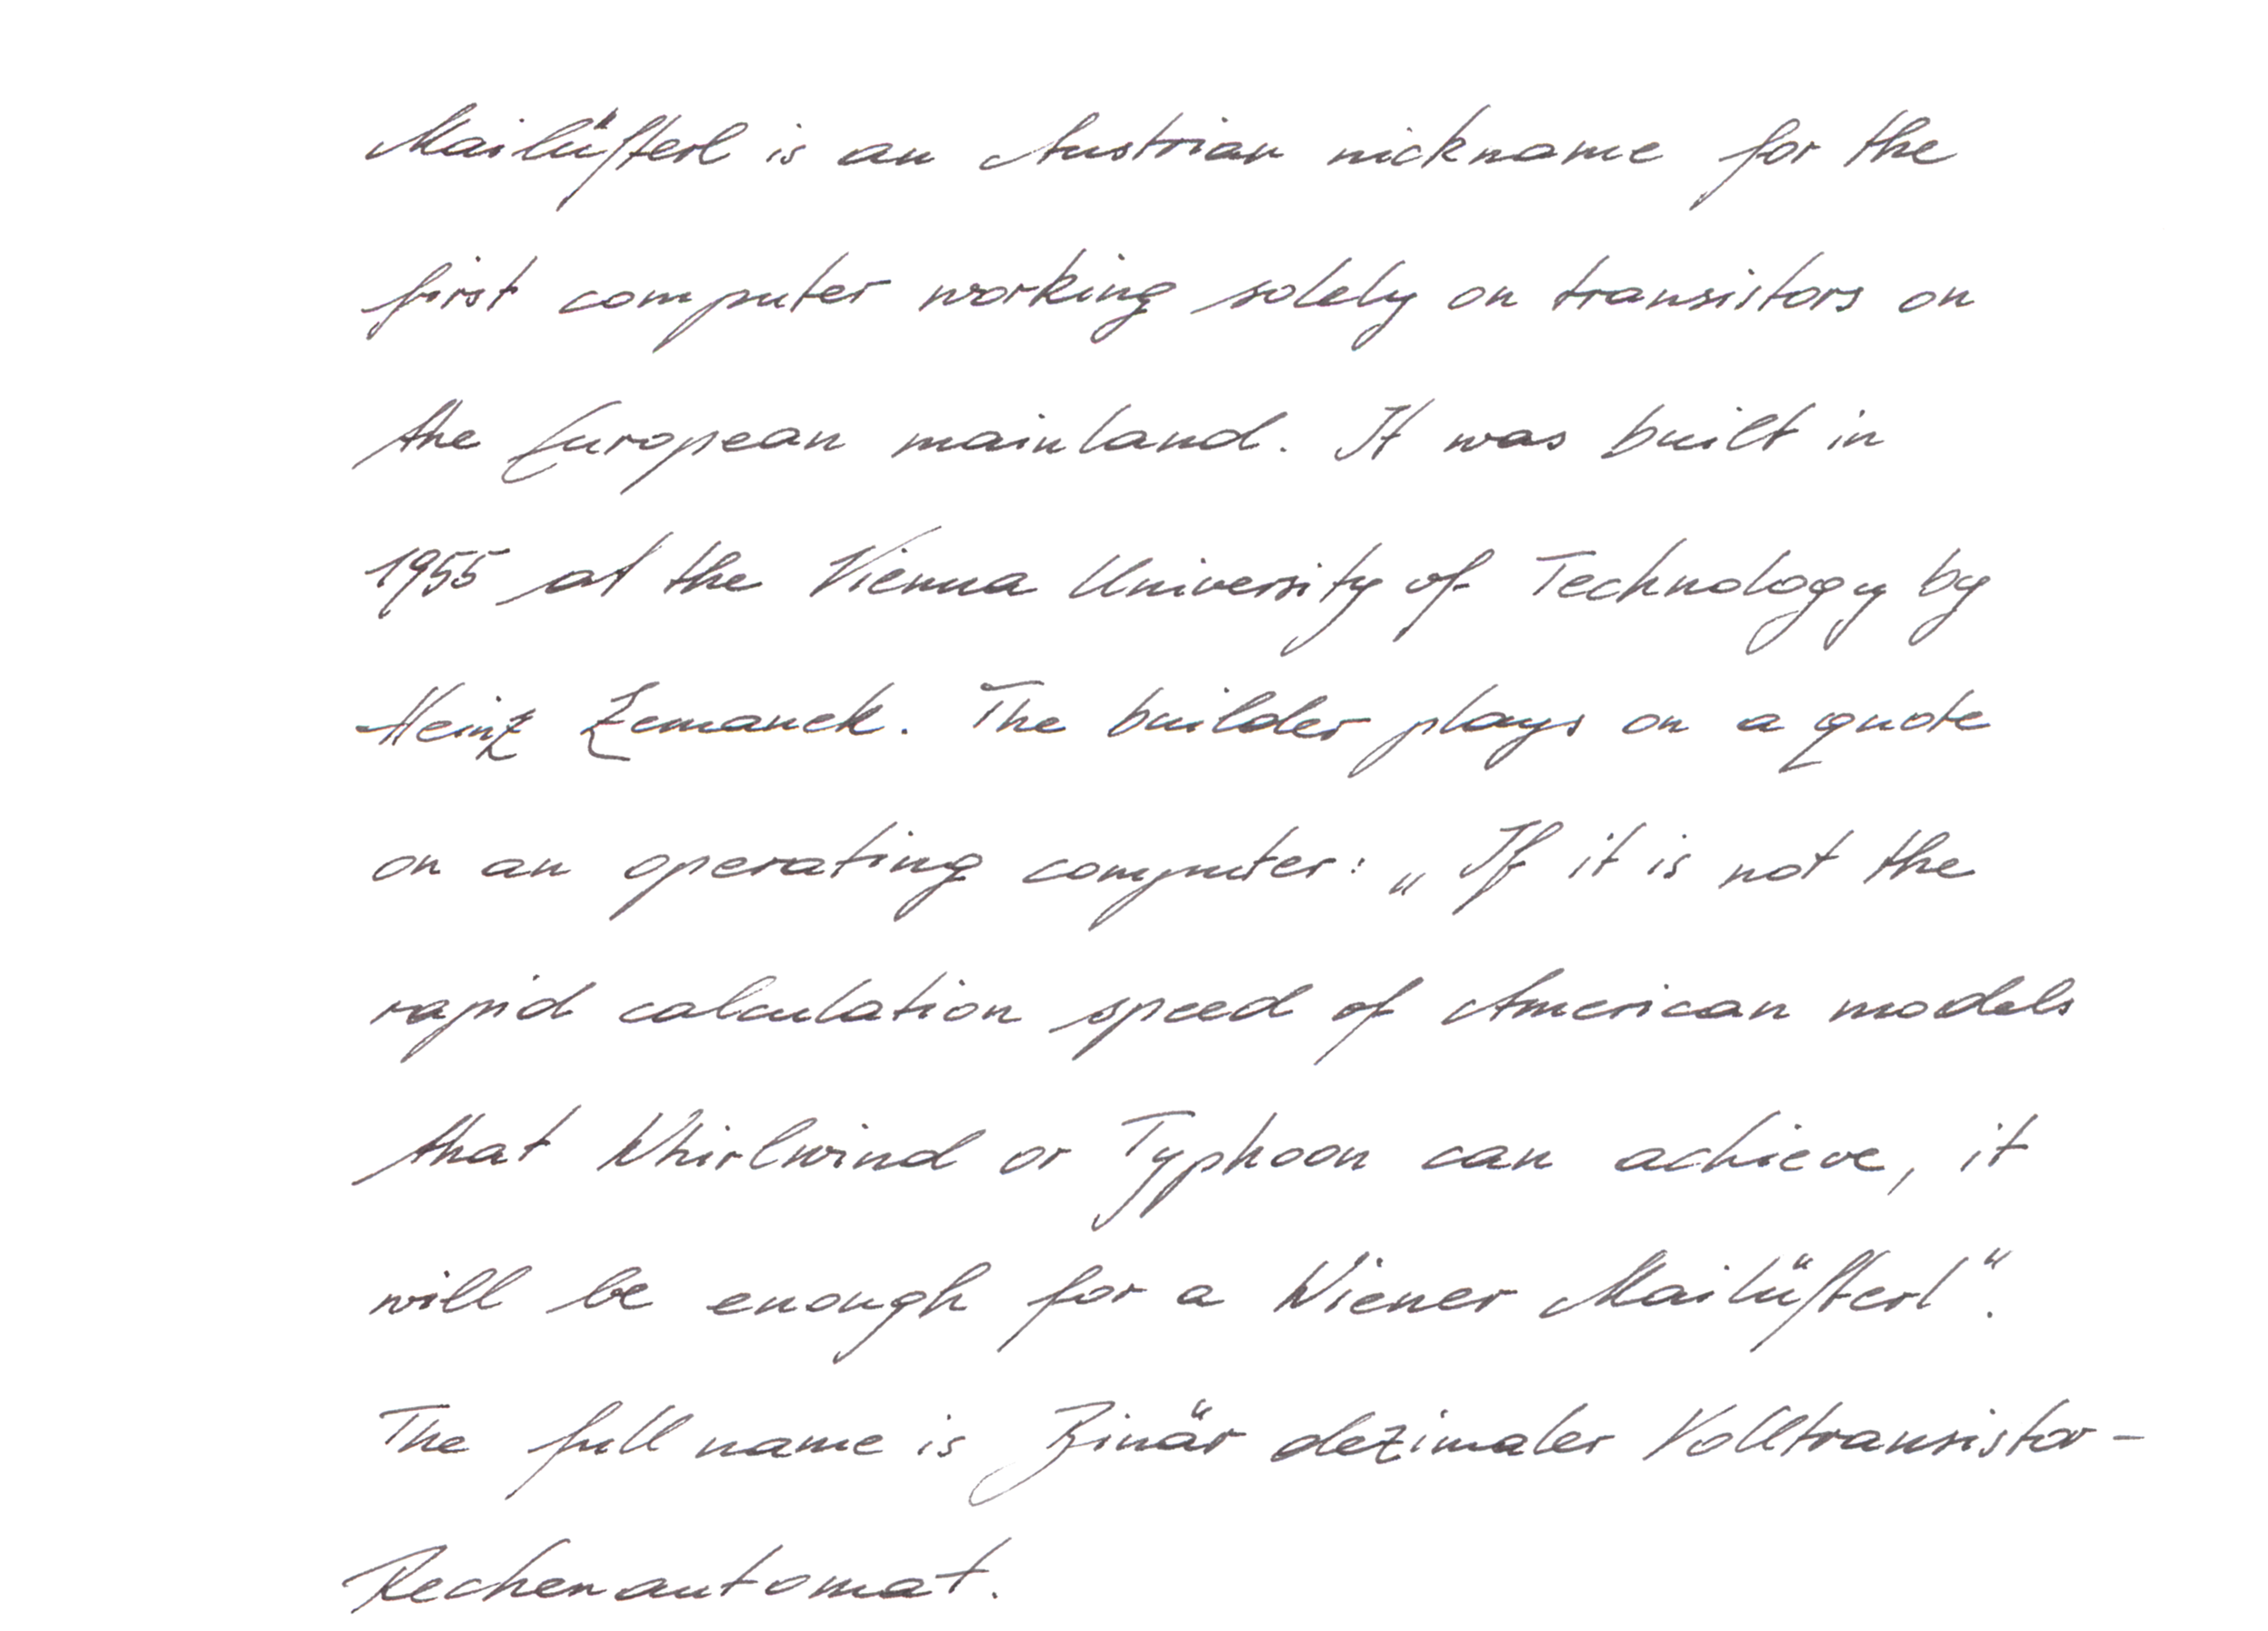 Mailüfterl is an Austrian nickname for the
first computer working solely on transistors on
the European mainland. It was built in
1955 at the Vienna University of Technology by
Heinz Zemanek. The builder plays on a quote
on an operating computer: „If it is not the
rapid calculation speed of American models
that Whirlwind or Typhoon can achieve, it
will be enough for a Wiener Mailüfterl“.
The full name is Binär dezimaler Volltransistor-
Rechenautomat.